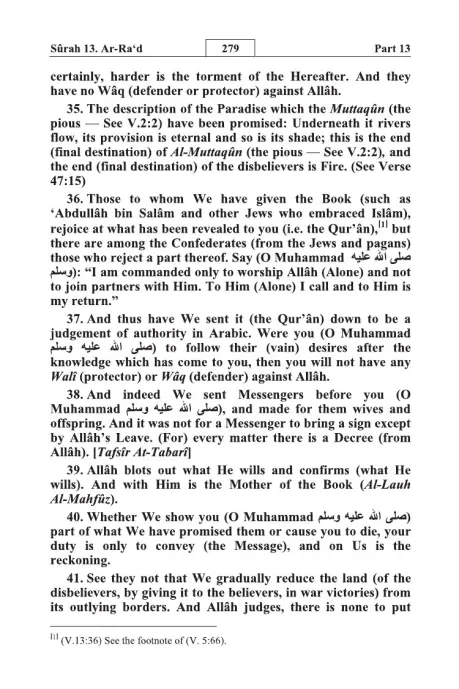 Sûrah 13. Ar-Ra‘d 279 Part 13
certainly, harder is the torment of the Hereafter. And they
have no Wâq (defender or protector) against Allâh.
35. The description of the Paradise which the Muttaqûn (the
pious — See V.2:2) have been promised: Underneath it rivers
flow, its provision is eternal and so is its shade; this is the end
(final destination) of Al-Muttaqûn (the pious — See V.2:2), and
the end (final destination) of the disbelievers is Fire. (See Verse
47:15)
36. Those to whom We have given the Book (such as
‘Abdullâh bin Salâm and other Jews who embraced Islâm),
rejoice at what has been revealed to you (i.e. the Qur’ân),[1] but
there are among the Confederates (from the Jews and pagans)
those who reject a part thereof. Say (O Muhammad صلى الله عليه
وسلم): “I am commanded only to worship Allâh (Alone) and not
to join partners with Him. To Him (Alone) I call and to Him is
my return.”
37. And thus have We sent it (the Qur’ân) down to be a
judgement of authority in Arabic. Were you (O Muhammad
صلى الله عليه وسلم) to follow their (vain) desires after the
knowledge which has come to you, then you will not have any
Walî (protector) or Wâq (defender) against Allâh.
38. And indeed We sent Messengers before you (O
Muhammad صلى الله عليه وسلم), and made for them wives and
offspring. And it was not for a Messenger to bring a sign except
by Allâh’s Leave. (For) every matter there is a Decree (from
Allâh). [Tafsîr At-Tabarî]
39. Allâh blots out what He wills and confirms (what He
wills). And with Him is the Mother of the Book (Al-Lauh
Al-Mahfûz).
40. Whether We show you (O Muhammad صلى الله عليه وسلم)
part of what We have promised them or cause you to die, your
duty is only to convey (the Message), and on Us is the
reckoning.
41. See they not that We gradually reduce the land (of the
disbelievers, by giving it to the believers, in war victories) from
its outlying borders. And Allâh judges, there is none to put
[1] (V.13:36) See the footnote of (V. 5:66).